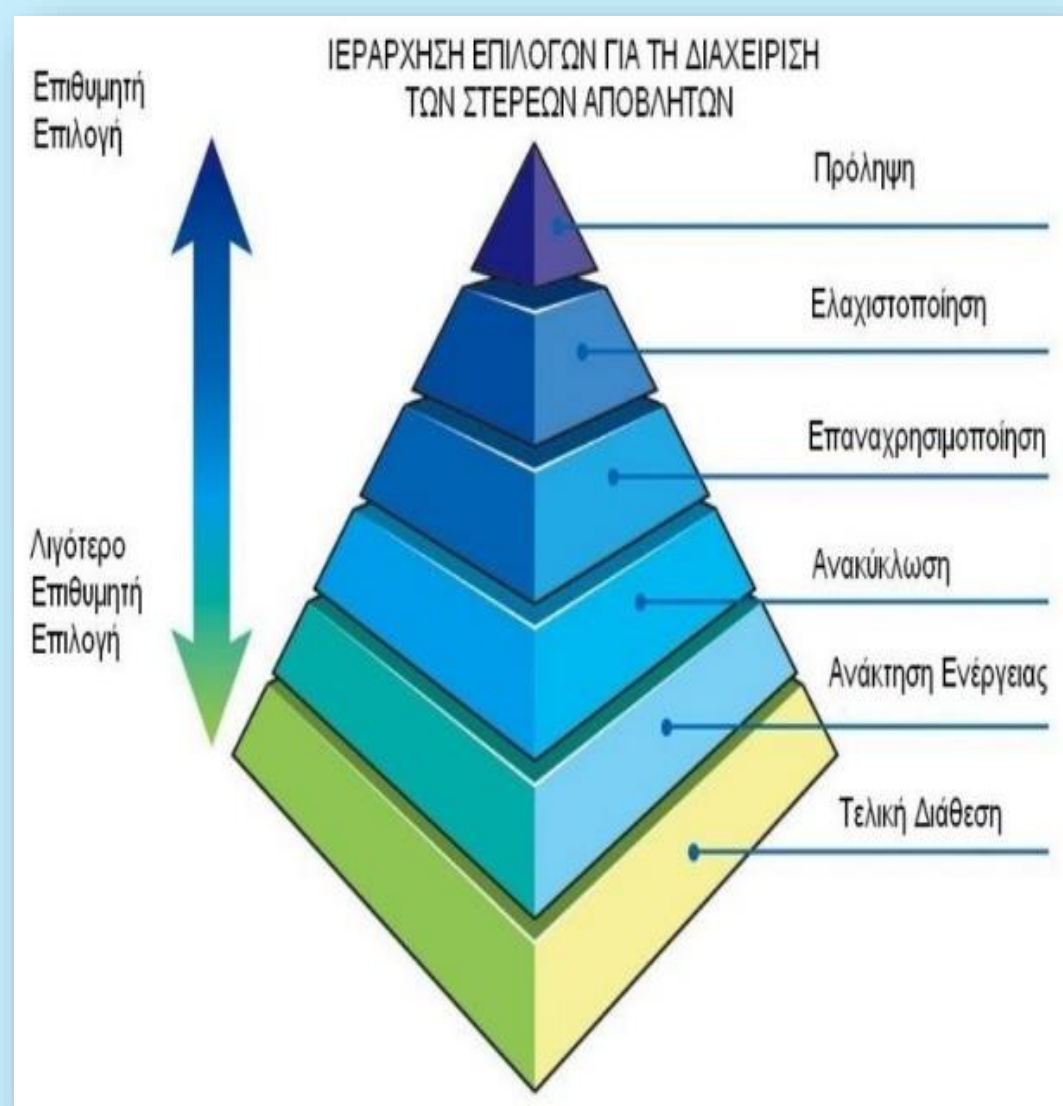 ΙΕΡΑΡΧΗΣΗ ΕΠΙΛΟΓΩΝ ΓΙΑ ΤΗ ΔΙΑΧΕΙΡΙΣΗ
ΤΩΝ ΣΤΕΡΕΩΝ ΑΠΟΒΛΗΤΩΝ
Επιθυμητή
Επιλογή
Πρόληψη
Ελαχιστοποίηση
Επαναχρησιμοποίηση
Λιγότερο
Επιθυμητή
Επιλογή
Ανακύκλωση
Ανάκτηση Ενέργειας
Τελική Διάθεση